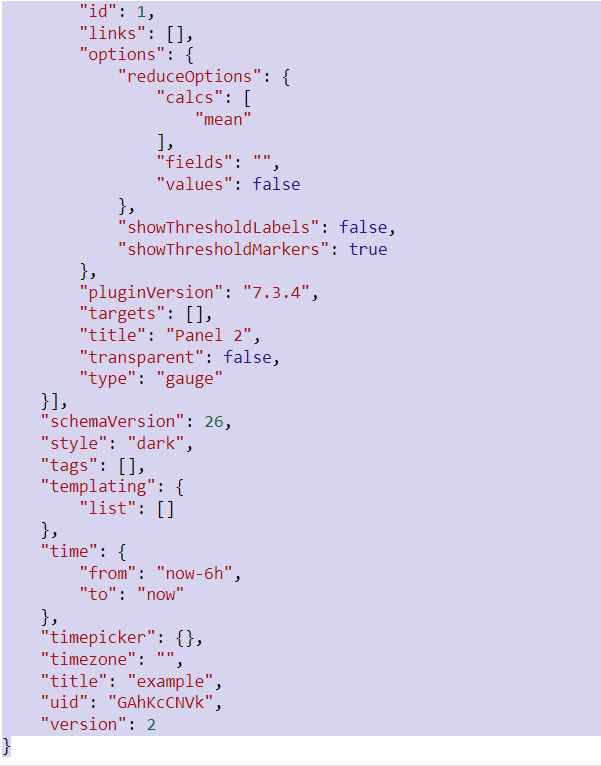 "id": 1,
"links": [],
"options": {
"reduceOptions": {
"calcs": [
"mean"
],
"fields": "",
"values": false
},
"showThresholdLabels": false,
"showThresholdMarkers": true
},
"pluginVersion": "7.3.4",
"targets": [],
"title": "Panel 2",
"transparent": false,
"type": "gauge"
}],
"schemaVersion": 26,
"style": "dark",
"tags": [],
"templating": {
"list": []
},
"time": {
"from": "now-6h",
"to": "now"
},
"timepicker": {},
"timezone": "",
"title": "example",
"uid": "GAhKcCNVk",
"version": 2
}